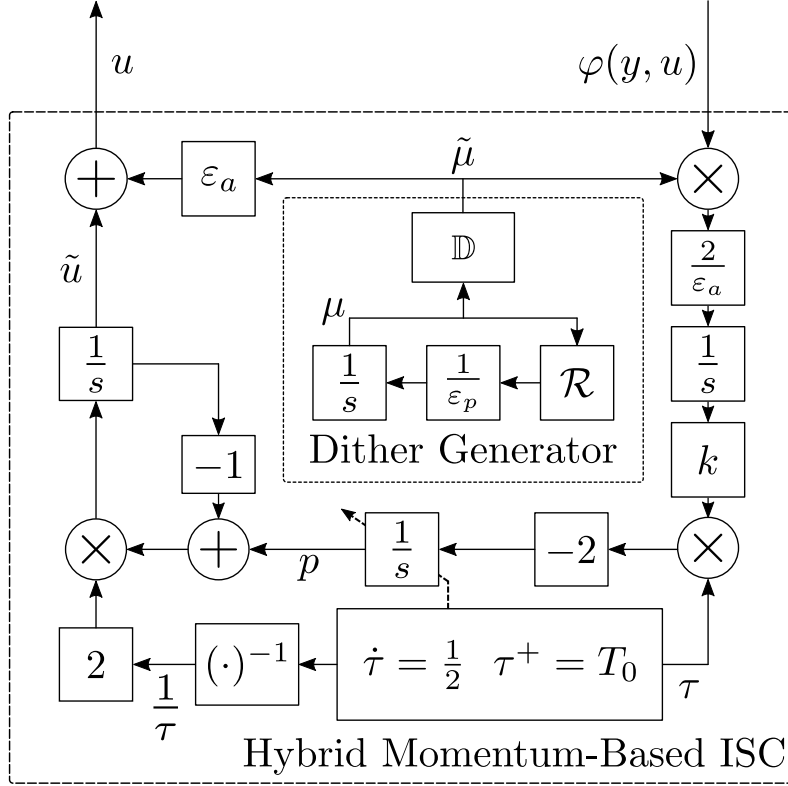 u
φ(y, u)
+
ε_a
μ̃
×
𝔻
2/ε_a
ũ
μ
1/s
1/s
1/ε_p
ℛ
1/s
−1
Dither Generator
k
×
+
p
1/s
−2
×
2
1/τ
(·)⁻¹
τ̇ = 1/2 τ⁺ = T₀
τ
Hybrid Momentum-Based ISC